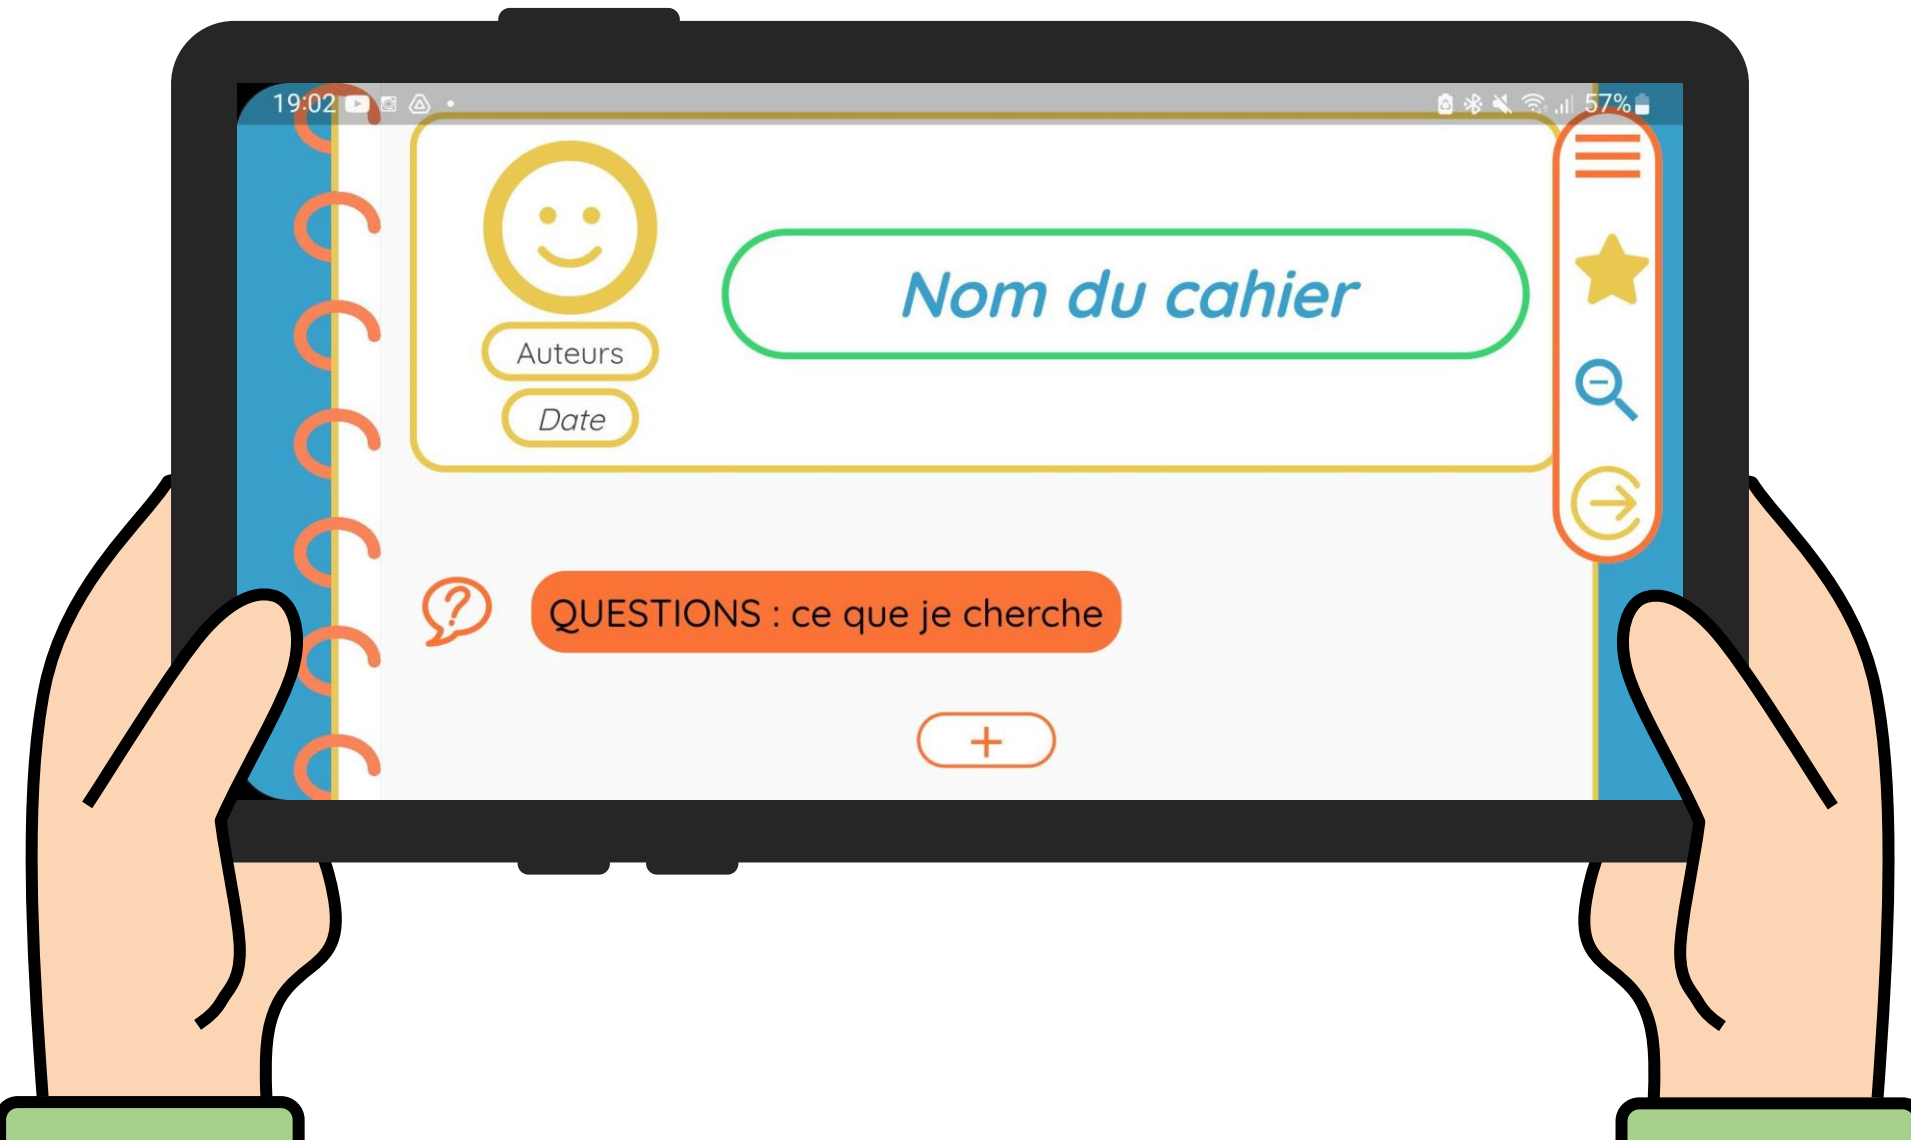 19:02
57%
Nom du cahier
Auteurs
Date
QUESTIONS : ce que je cherche